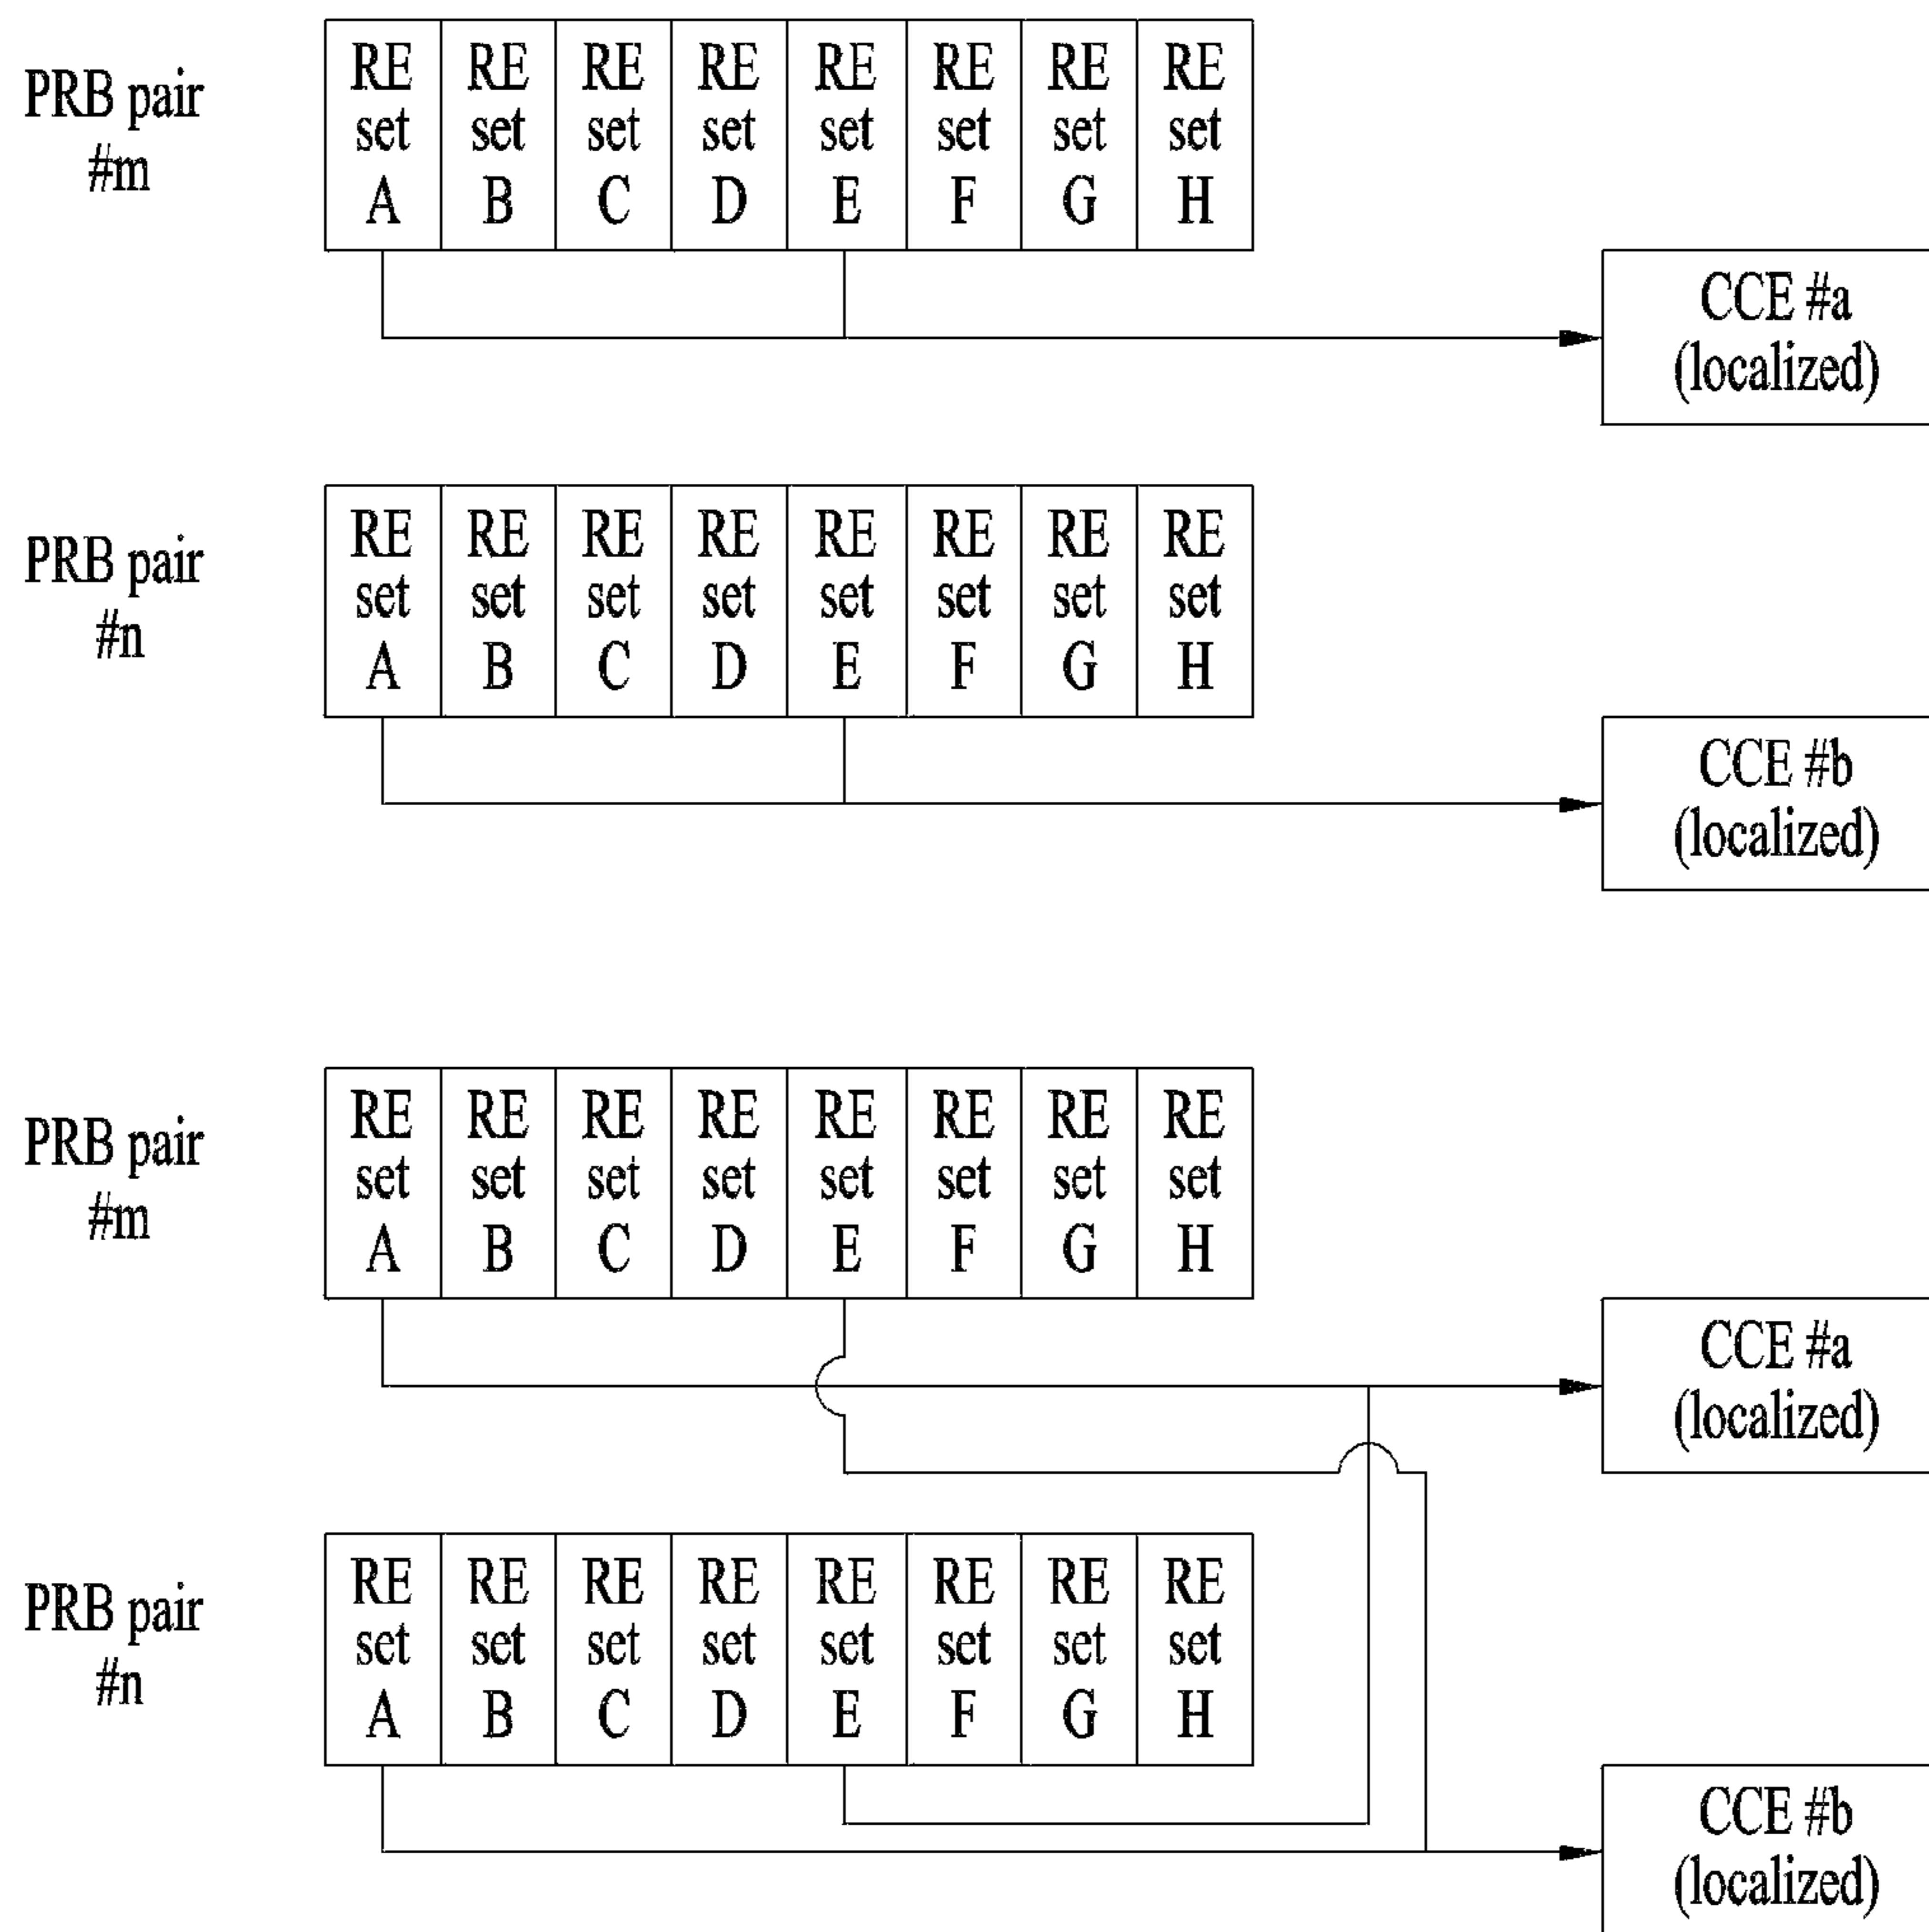 PRB pair
#m
RE RE RE RE RE RE RE RE
set set set set set set set set
A B C D E F G H
CCE #a
(localized)
PRB pair
#n
RE RE RE RE RE RE RE RE
set set set set set set set set
A B C D E F G H
CCE #b
(localized)
PRB pair
#m
RE RE RE RE RE RE RE RE
set set set set set set set set
A B C D E F G H
CCE #a
(localized)
PRB pair
#n
RE RE RE RE RE RE RE RE
set set set set set set set set
A B C D E F G H
CCE #b
(localized)